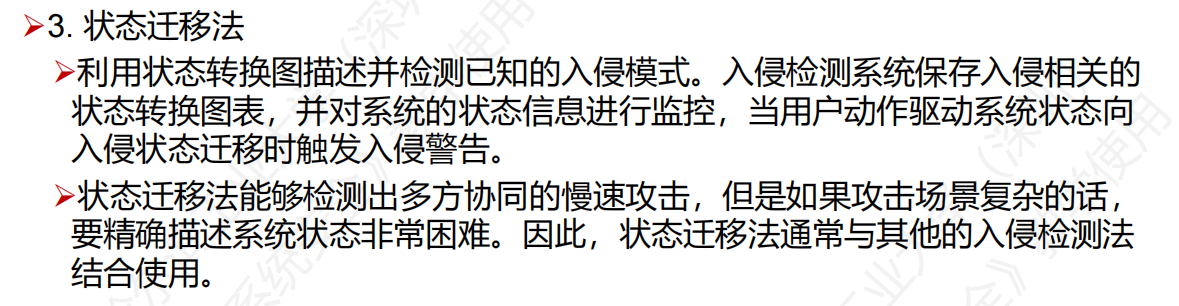 ➢3. 状态迁移法
➢利用状态转换图描述并检测已知的入侵模式。入侵检测系统保存入侵相关的
状态转换图表，并对系统的状态信息进行监控，当用户动作驱动系统状态向
入侵状态迁移时触发入侵警告。
➢状态迁移法能够检测出多方协同的慢速攻击，但是如果攻击场景复杂的话，
要精确描述系统状态非常困难。因此，状态迁移法通常与其他的入侵检测法
结合使用。